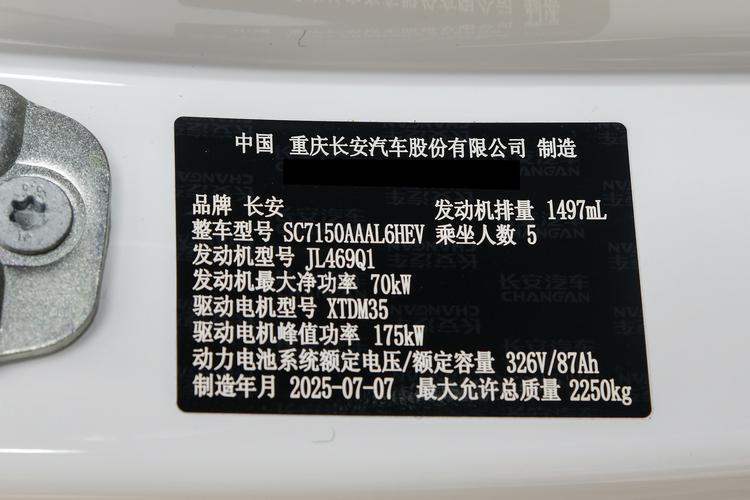 中国 重庆长安汽车股份有限公司 制造
品牌 长安 发动机排量 1497mL
整车型号 SC7150AAAL6HEV 乘坐人数 5
发动机型号 JL469Q1
发动机最大净功率 70kW
驱动电机型号 XTDM35
驱动电机峰值功率 175kW
动力电池系统额定电压/额定容量 326V/87Ah
制造年月 2025-07-07 最大允许总质量 2250kg
长安汽车
CHANGAN